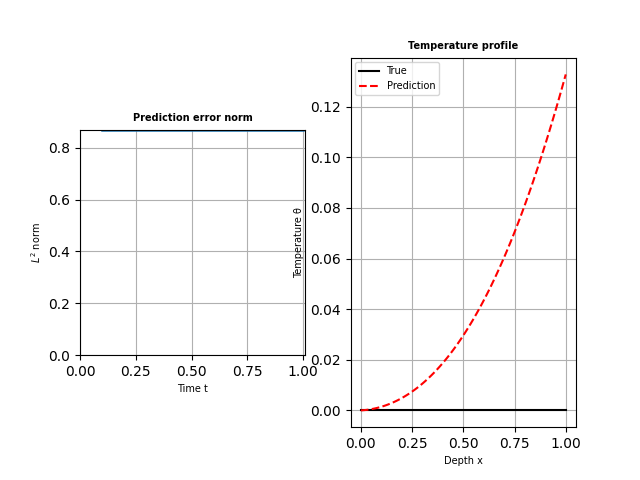 Prediction error norm
L² norm
0.8
0.6
0.4
0.2
0.0
0.00 0.25 0.50 0.75 1.00
Time t
Temperature profile
True
Prediction
Temperature θ
0.12
0.10
0.08
0.06
0.04
0.02
0.00
0.00 0.25 0.50 0.75 1.00
Depth x